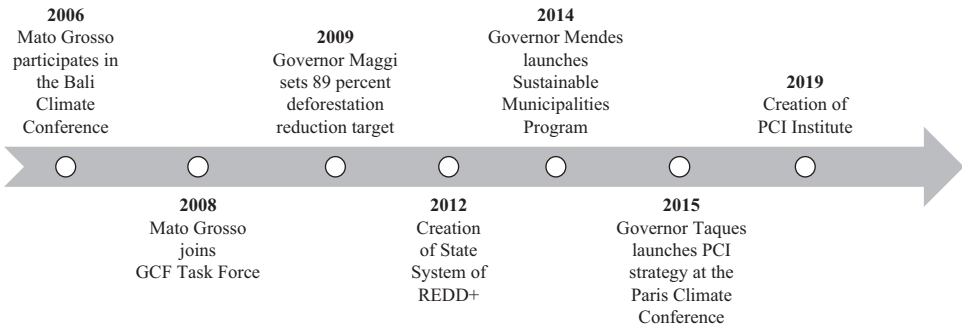 2006
Mato Grosso
participates in
the Bali
Climate
Conference
2008
Mato Grosso
joins
GCF Task Force
2009
Governor Maggi
sets 89 percent
deforestation
reduction target
2012
Creation
of State
System of
REDD+
2014
Governor Mendes
launches
Sustainable
Municipalities
Program
2015
Governor Taques
launches PCI
strategy at the
Paris Climate
Conference
2019
Creation of
PCI Institute